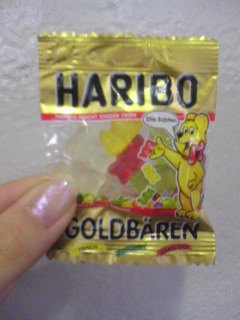 HARIBO
HARIBO MACHT KINDER FROH
Die Echten
GOLDBÄREN